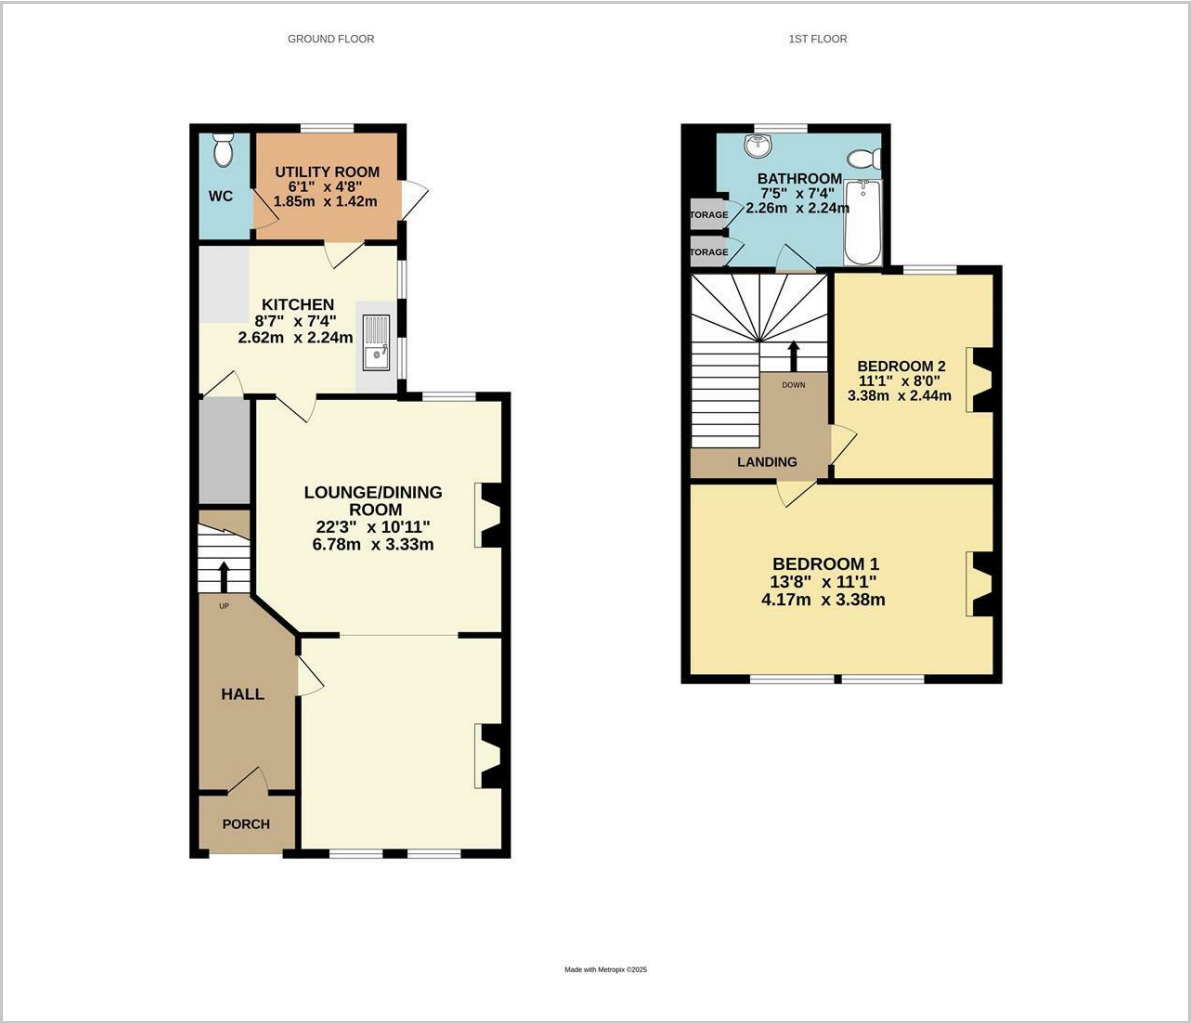 GROUND FLOOR
WC
UTILITY ROOM
6'1" x 4'8"
1.85m x 1.42m
KITCHEN
8'7" x 7'4"
2.62m x 2.24m
LOUNGE/DINING
ROOM
22'3" x 10'11"
6.78m x 3.33m
UP
HALL
PORCH
1ST FLOOR
BATHROOM
7'5" x 7'4"
2.26m x 2.24m
TORAGE
TORAGE
DOWN
LANDING
BEDROOM 2
11'1" x 8'0"
3.38m x 2.44m
BEDROOM 1
13'8" x 11'1"
4.17m x 3.38m
Made with Metropix ©2025